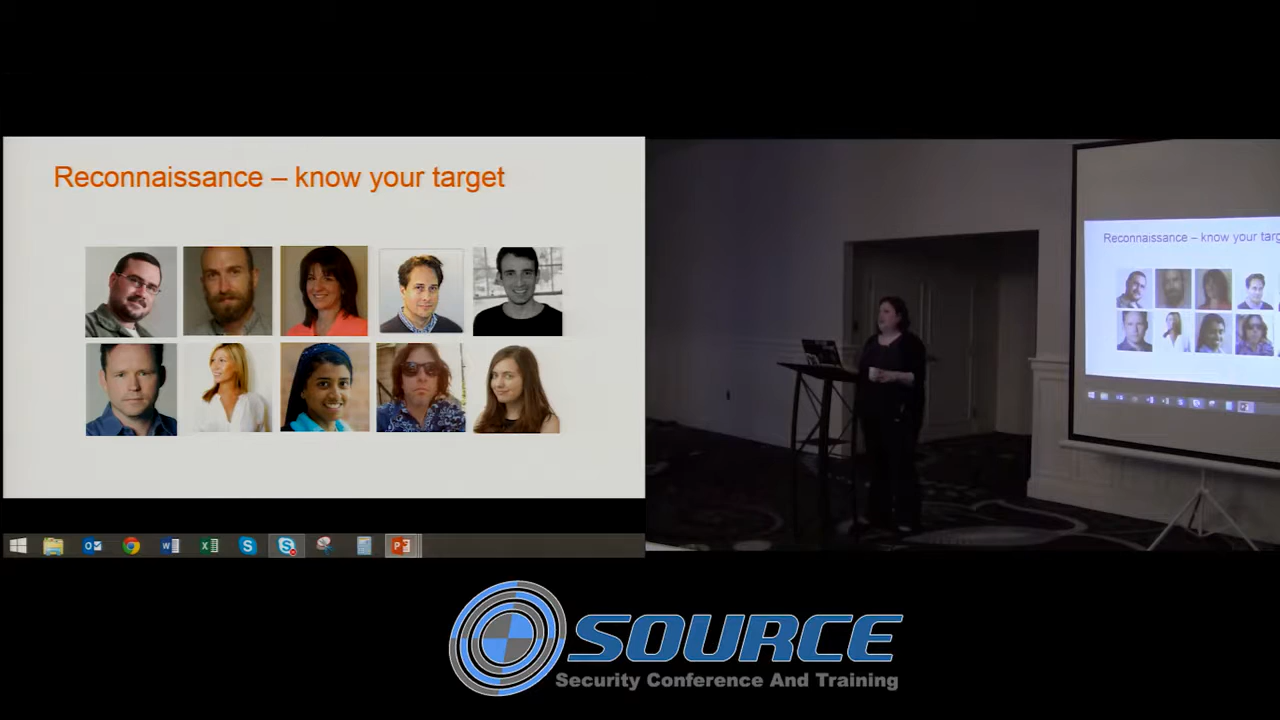 Reconnaissance – know your target
Reconnaissance – know your targ
SOURCE
Security Conference And Training